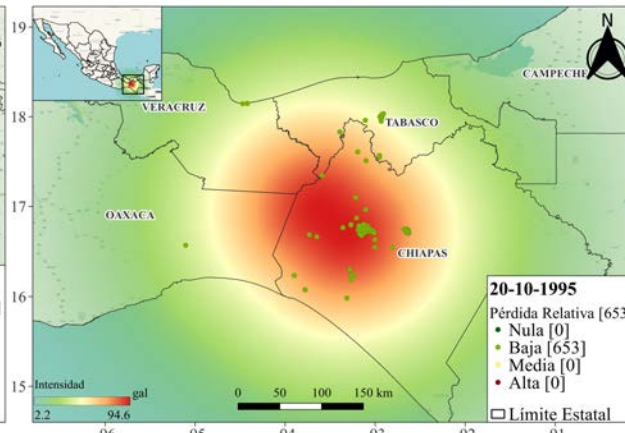 19
18
17
16
15
N
CAMPECHE
VERACRUZ
TABASCO
OAXACA
CHIAPAS
20-10-1995
Pérdida Relativa [653
Nula [0]
Baja [653]
Media [0]
Alta [0]
Límite Estatal
Intensidad
gal
2.2 94.6
0 50 100 150 km